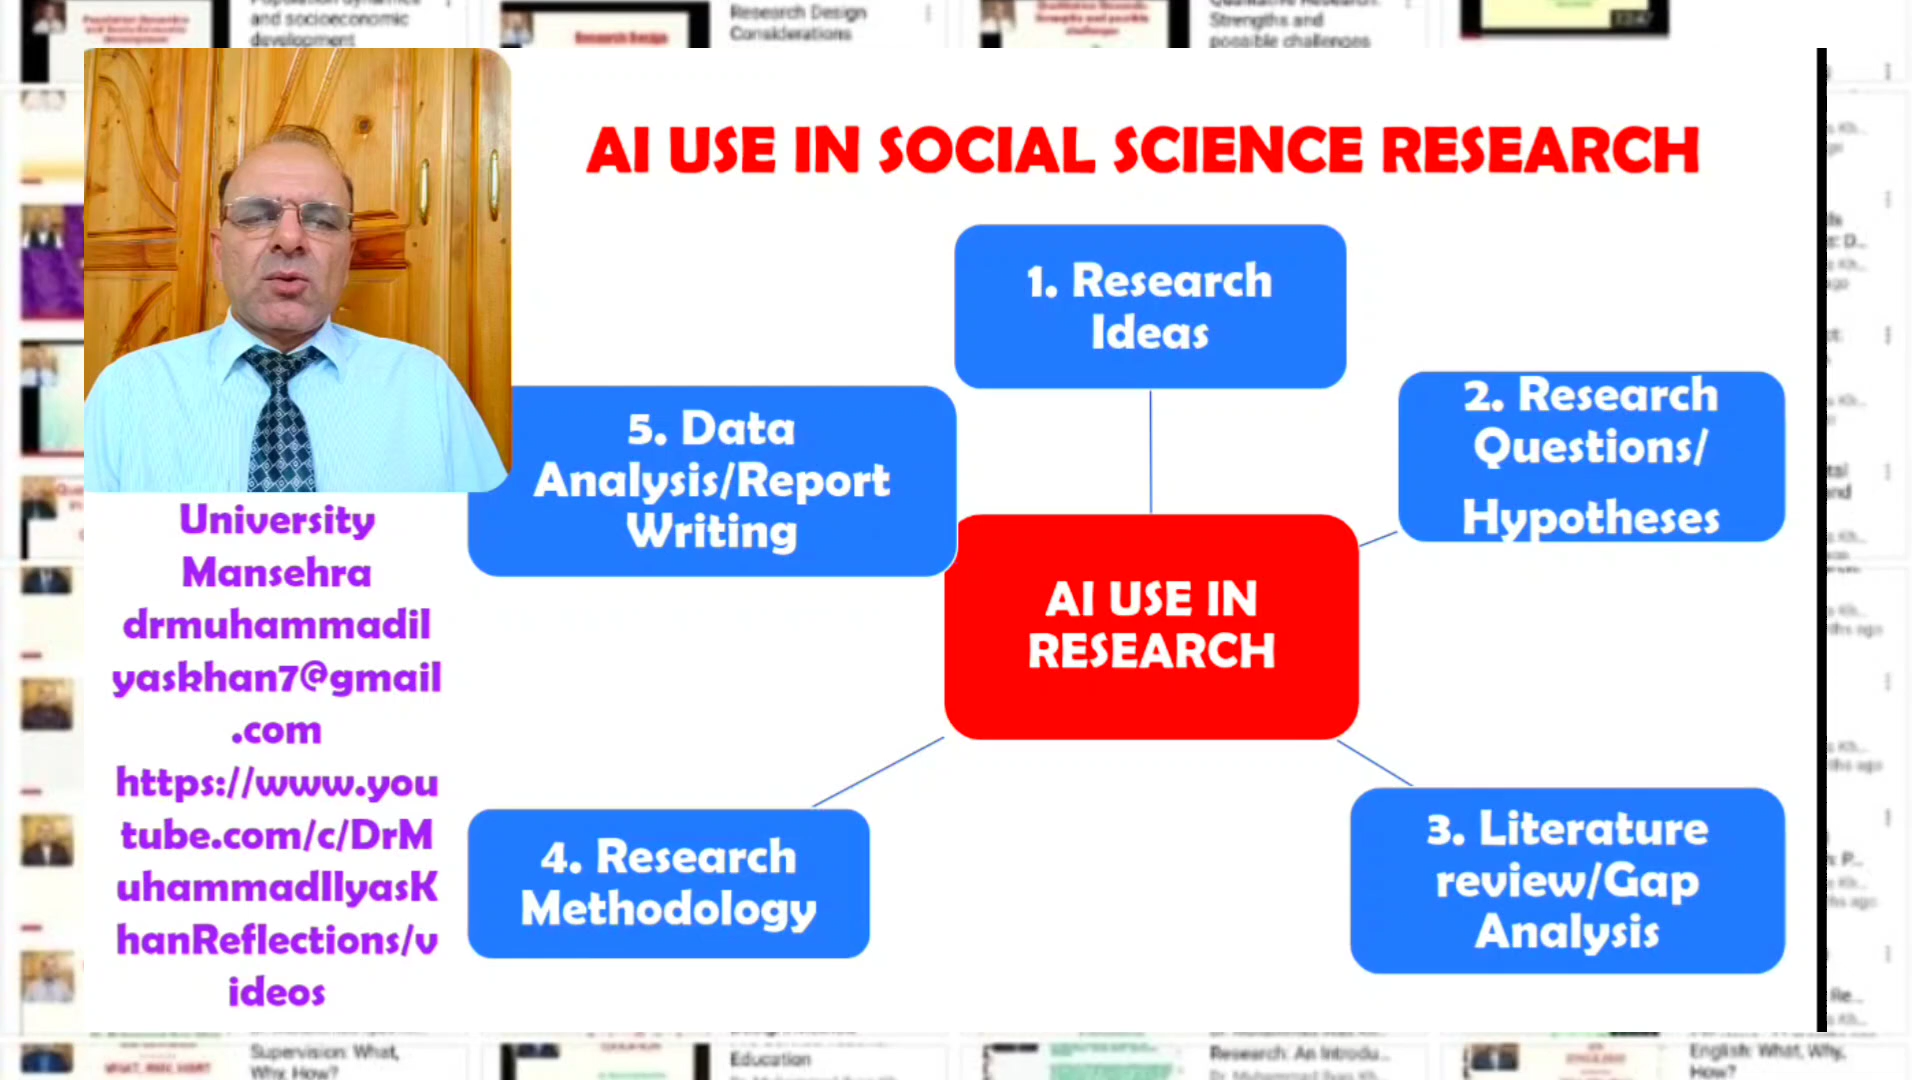 and socioeconomic
development
Research Design
Research Design
Considerations
Strengths and
possible challenges
AI USE IN SOCIAL SCIENCE RESEARCH
1. Research
Ideas
2. Research
Questions/
Hypotheses
5. Data
Analysis/Report
Writing
AI USE IN
RESEARCH
3. Literature
review/Gap
Analysis
4. Research
Methodology
University
Mansehra
drmuhammadil
yaskhan7@gmail
.com
https://www.you
tube.com/c/DrM
uhammadIlyasK
hanReflections/v
ideos
Supervision: What,
Why, How?
Education
Research: An Introdu...
English: What, Why,
How?